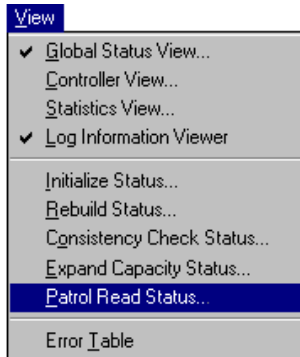 View
Global Status View...
Controller View...
Statistics View...
Log Information Viewer
Initialize Status...
Rebuild Status...
Consistency Check Status...
Expand Capacity Status...
Patrol Read Status...
Error Table